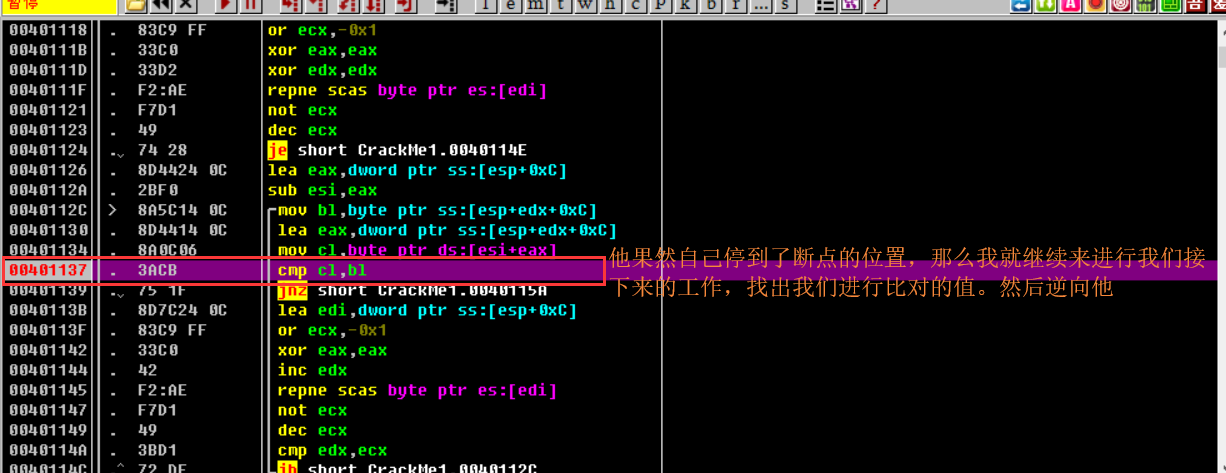 暂停 l e m t w h c P k b r ... s ?
00401118 . 83C9 FF or ecx,-0x1
0040111B . 33C0 xor eax,eax
0040111D . 33D2 xor edx,edx
0040111F . F2:AE repne scas byte ptr es:[edi]
00401121 . F7D1 not ecx
00401123 . 49 dec ecx
00401124 . 74 28 je short CrackMe1.0040114E
00401126 . 8D4424 0C lea eax,dword ptr ss:[esp+0xC]
0040112A . 2BF0 sub esi,eax
0040112C > 8A5C14 0C mov bl,byte ptr ss:[esp+edx+0xC]
00401130 . 8D4414 0C lea eax,dword ptr ss:[esp+edx+0xC]
00401134 . 8A0C06 mov cl,byte ptr ds:[esi+eax]
00401137 . 3ACB cmp cl,bl
他果然自己停到了断点的位置，那么我就继续来进行我们接
下来的工作，找出我们进行比对的值。然后逆向他
00401139 . 75 1F jnz short CrackMe1.0040115A
0040113B . 8D7C24 0C lea edi,dword ptr ss:[esp+0xC]
0040113F . 83C9 FF or ecx,-0x1
00401142 . 33C0 xor eax,eax
00401144 . 42 inc edx
00401145 . F2:AE repne scas byte ptr es:[edi]
00401147 . F7D1 not ecx
00401149 . 49 dec ecx
0040114A . 3BD1 cmp edx,ecx
0040114C ^ 72 DE jb short CrackMe1.0040112C